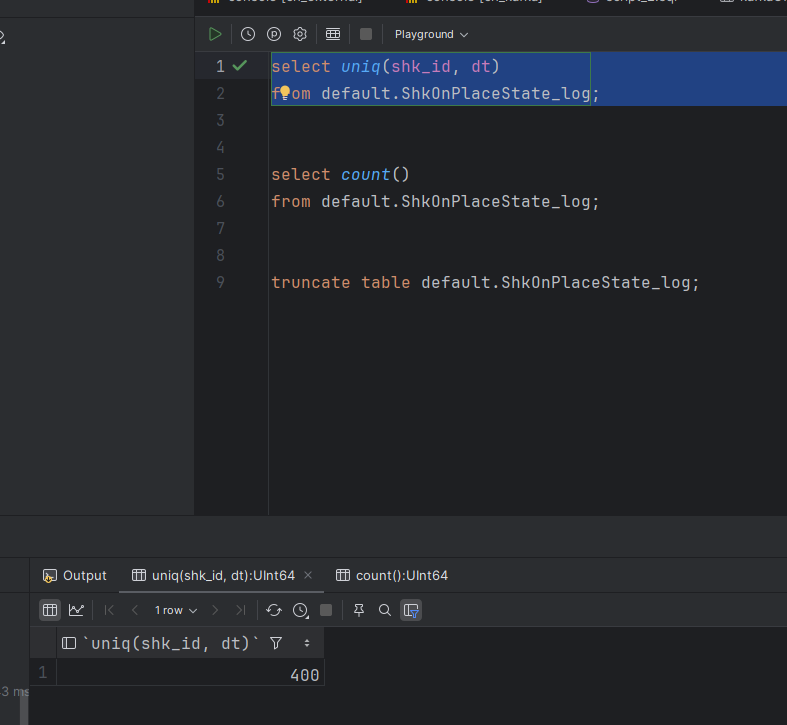 Playground
1 select uniq(shk_id, dt)
2 from default.ShkOnPlaceState_log;
3
4
5 select count()
6 from default.ShkOnPlaceState_log;
7
8
9 truncate table default.ShkOnPlaceState_log;
Output uniq(shk_id, dt):UInt64 count():UInt64
1 row
`uniq(shk_id, dt)`
1 400
3 ms